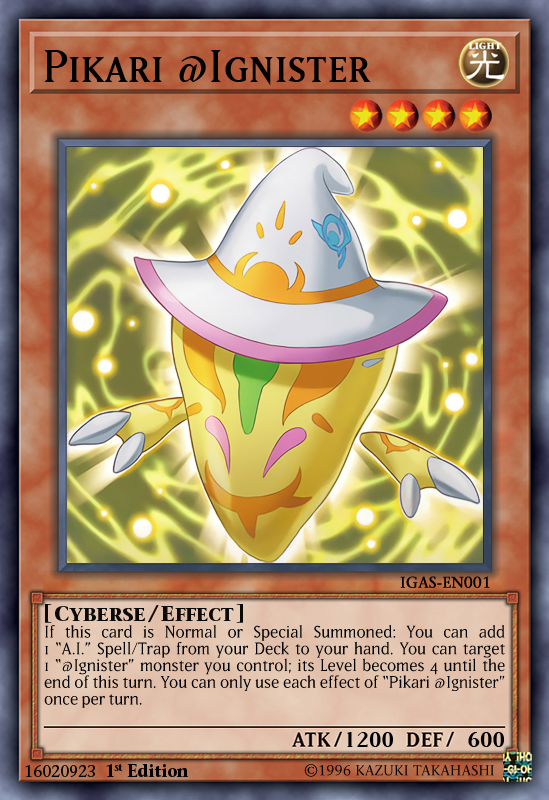 Pikari @Ignister
LIGHT
光
IGAS-EN001
[Cyberse/Effect]
If this card is Normal or Special Summoned: You can add
1 "A.I." Spell/Trap from your Deck to your hand. You can target
1 "@Ignister" monster you control; its Level becomes 4 until the
end of this turn. You can only use each effect of "Pikari @Ignister"
once per turn.
ATK/1200 DEF/ 600
16020923 1st Edition ©1996 KAZUKI TAKAHASHI